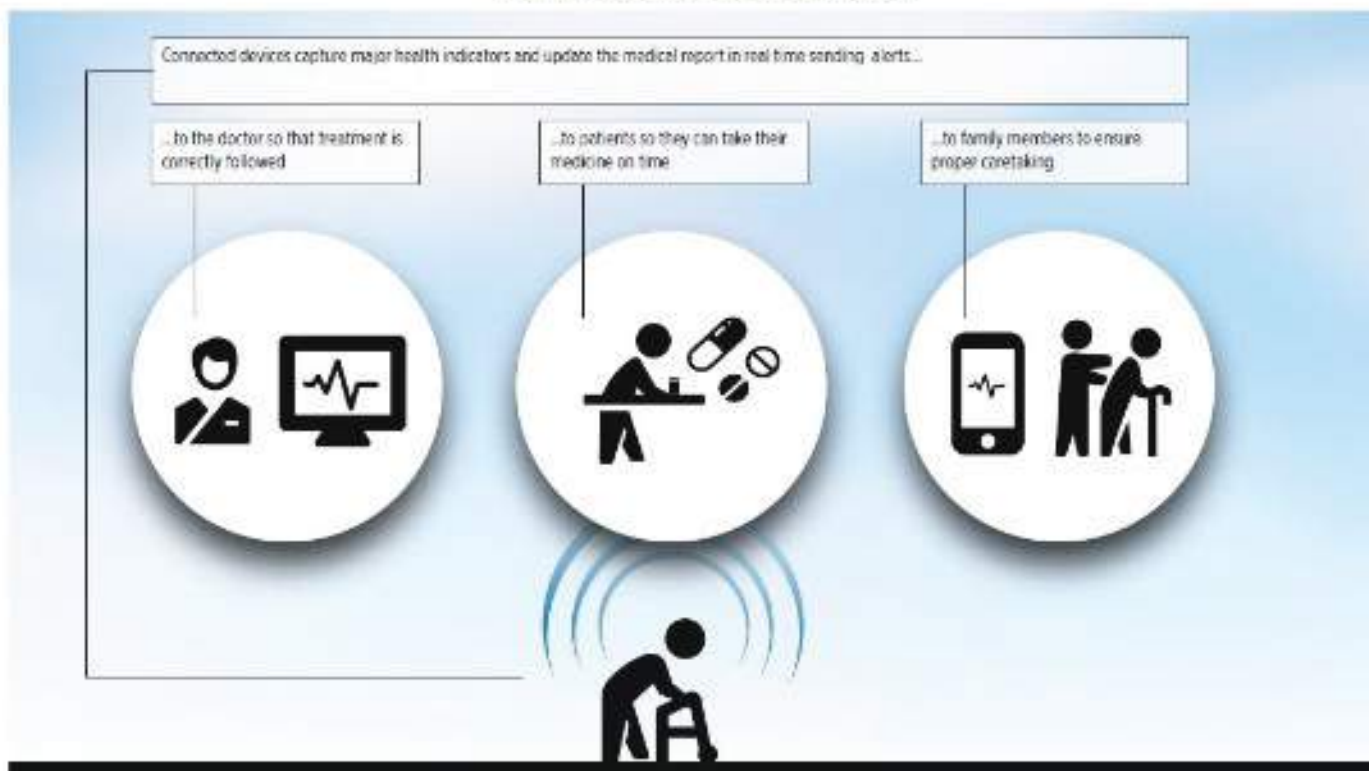 Connected devices capture major health indicators and update the medical report in real time sending alerts...
...to the doctor so that treatment is
correctly followed
...to patients so they can take their
medicine on time
...to family members to ensure
proper caretaking